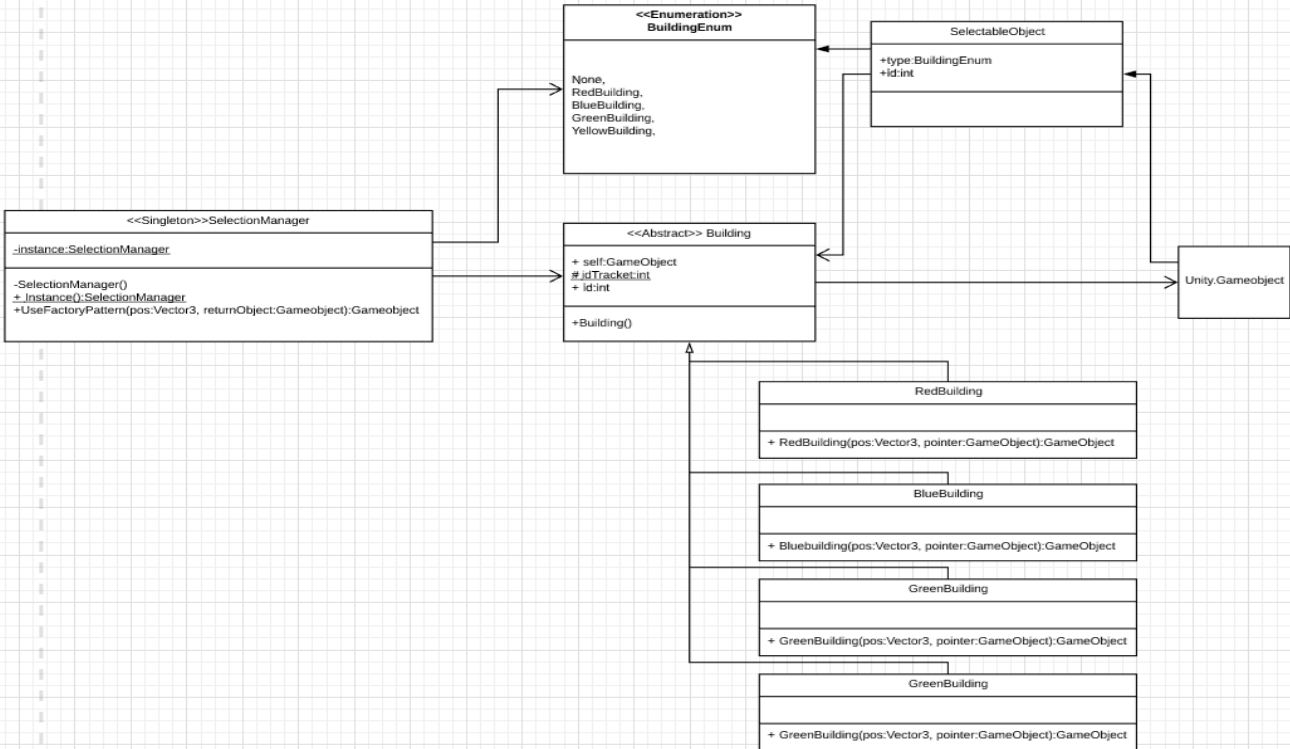 <<Enumeration>>
BuildingEnum
None,
RedBuilding,
BlueBuilding,
GreenBuilding,
YellowBuilding,
SelectableObject
+type:BuildingEnum
+id:int
<<Singleton>>SelectionManager
-instance:SelectionManager
-SelectionManager()
+ Instance():SelectionManager
+UseFactoryPattern(pos:Vector3, returnObject:Gameobject):Gameobject
<<Abstract>> Building
+ self:GameObject
# idTracket:int
+ id:int
+Building()
Unity.Gameobject
RedBuilding
+ RedBuilding(pos:Vector3, pointer:GameObject):GameObject
BlueBuilding
+ Bluebuilding(pos:Vector3, pointer:GameObject):GameObject
GreenBuilding
+ GreenBuilding(pos:Vector3, pointer:GameObject):GameObject
GreenBuilding
+ GreenBuilding(pos:Vector3, pointer:GameObject):GameObject